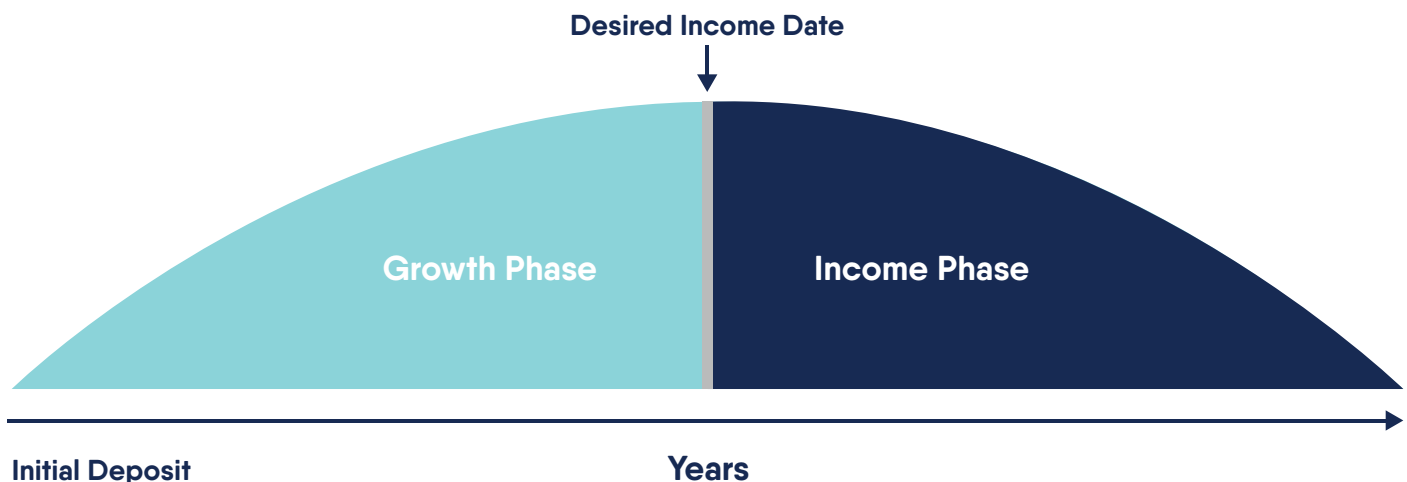 Desired Income Date
Growth Phase
Income Phase
Initial Deposit
Years